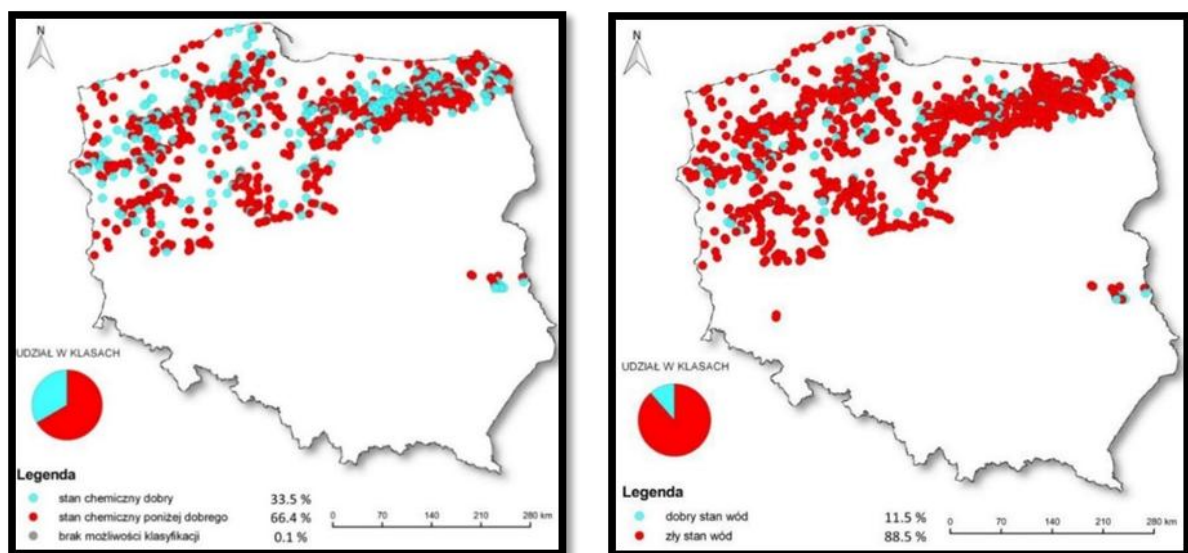 N
UDZIAŁ W KLASACH
Legenda
stan chemiczny dobry 33.5 %
stan chemiczny poniżej dobrego 66.4 %
brak możliwości klasyfikacji 0.1 %
0 70 140 210 280 km
N
UDZIAŁ W KLASACH
Legenda
dobry stan wód 11.5 %
zły stan wód 88.5 %
0 70 140 210 280 km